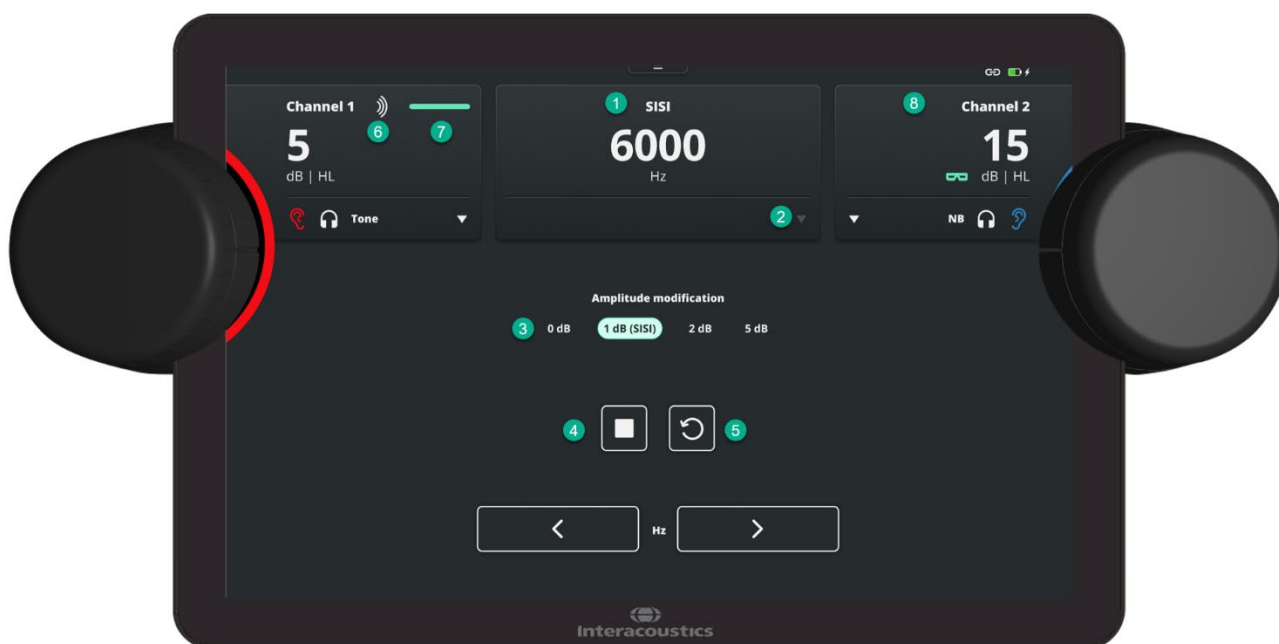 Channel 1
5
dB | HL
Tone
6
7
1
SISI
6000
Hz
2
8
Channel 2
15
dB | HL
NB
Amplitude modification
3
0 dB
1 dB (SISI)
2 dB
5 dB
4
5
Hz
Interacoustics